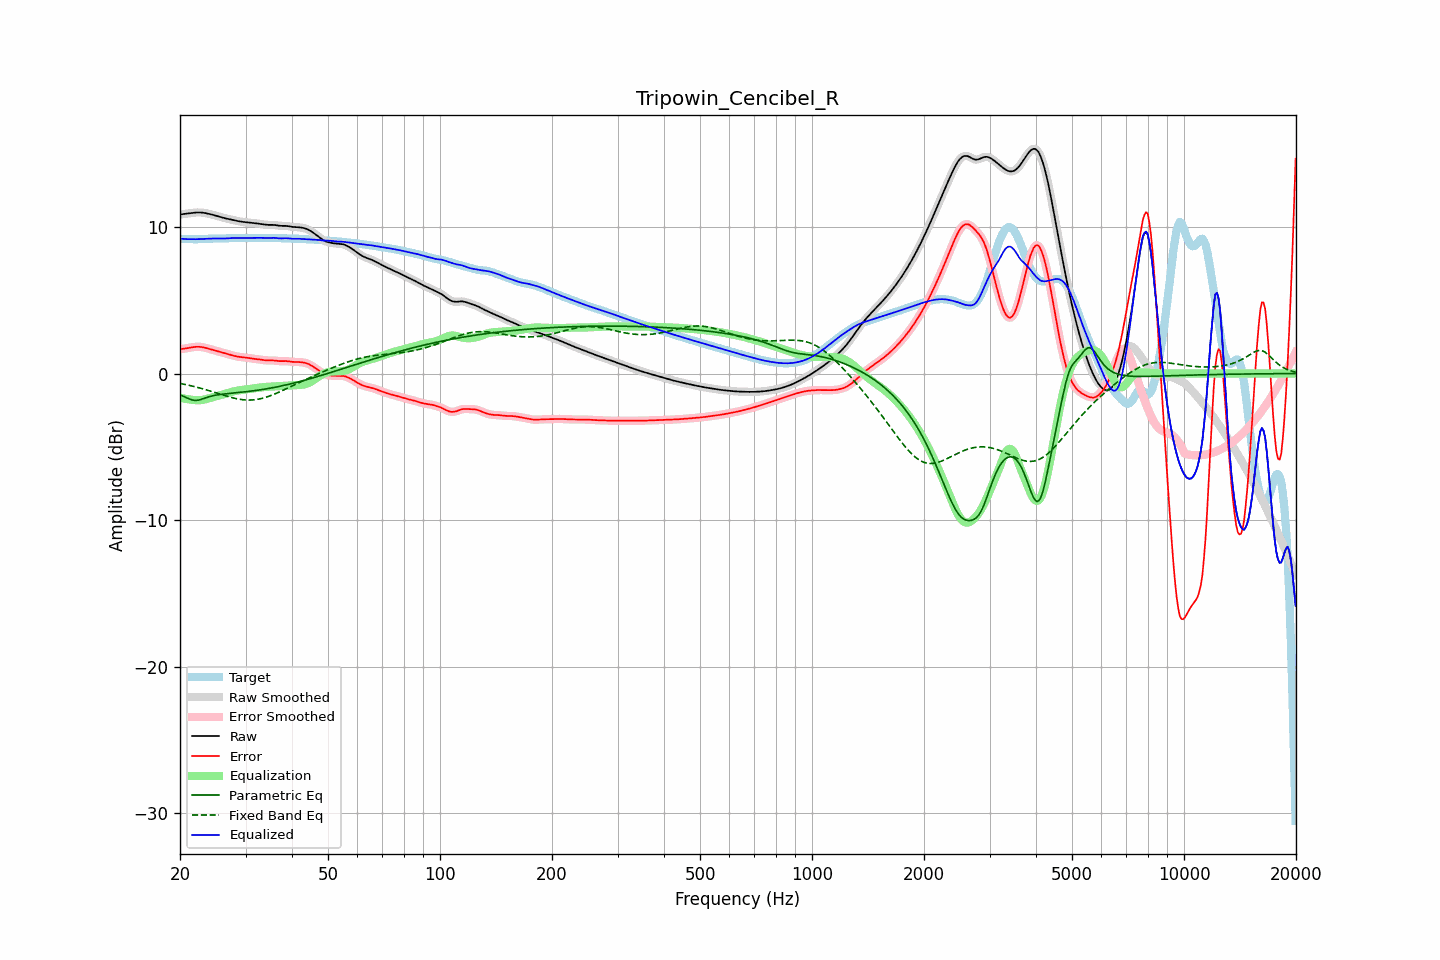 Tripowin_Cencibel_R
Amplitude (dBr)
10
0
−10
−20
−30
Target
Raw Smoothed
Error Smoothed
Raw
Error
Equalization
Parametric Eq
Fixed Band Eq
Equalized
20 50 100 200 500 1000 2000 5000 10000 20000
Frequency (Hz)